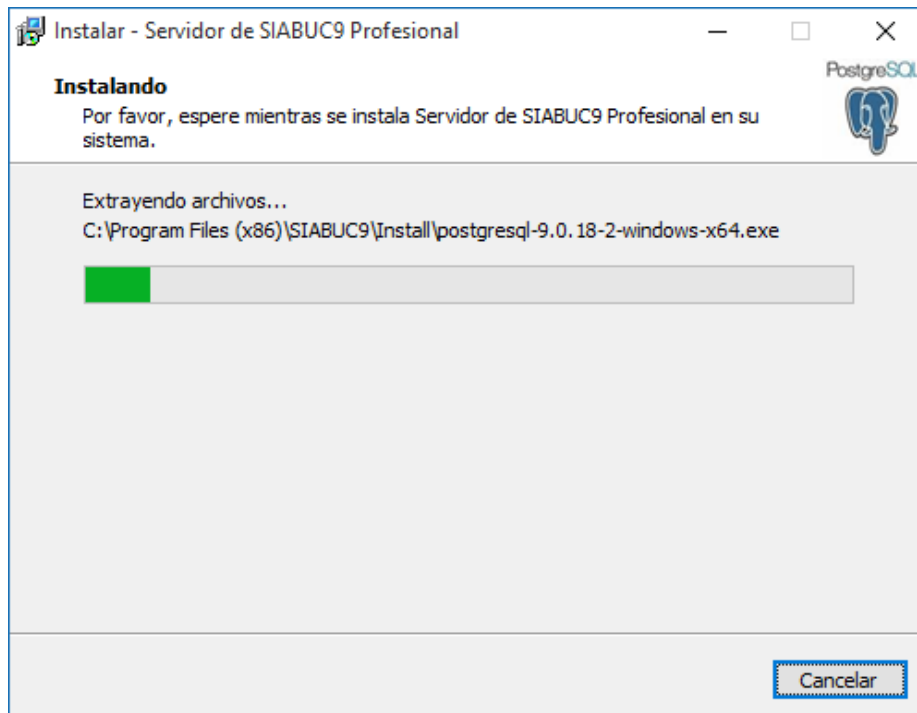 Instalar - Servidor de SIABUC9 Profesional
PostgreSQL
Instalando
Por favor, espere mientras se instala Servidor de SIABUC9 Profesional en su
sistema.
Extrayendo archivos...
C:\Program Files (x86)\SIABUC9\Install\postgresql-9.0.18-2-windows-x64.exe
Cancelar